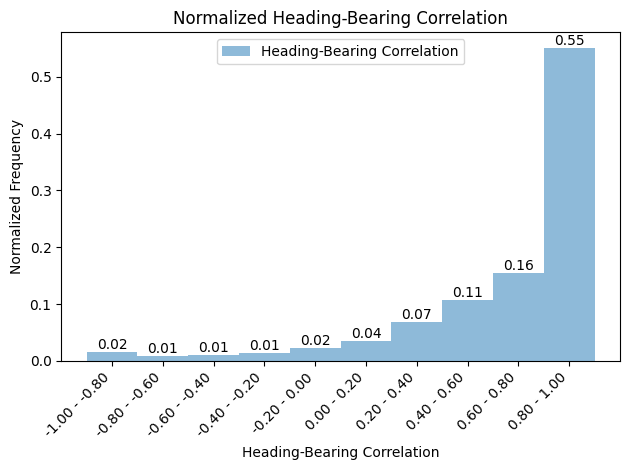 Normalized Heading-Bearing Correlation
Heading-Bearing Correlation
Normalized Frequency
0.5
0.4
0.3
0.2
0.1
0.0
0.02
0.01
0.01
0.01
0.02
0.04
0.07
0.11
0.16
0.55
-1.00 - -0.80
-0.80 - -0.60
-0.60 - -0.40
-0.40 - -0.20
-0.20 - 0.00
0.00 - 0.20
0.20 - 0.40
0.40 - 0.60
0.60 - 0.80
0.80 - 1.00
Heading-Bearing Correlation